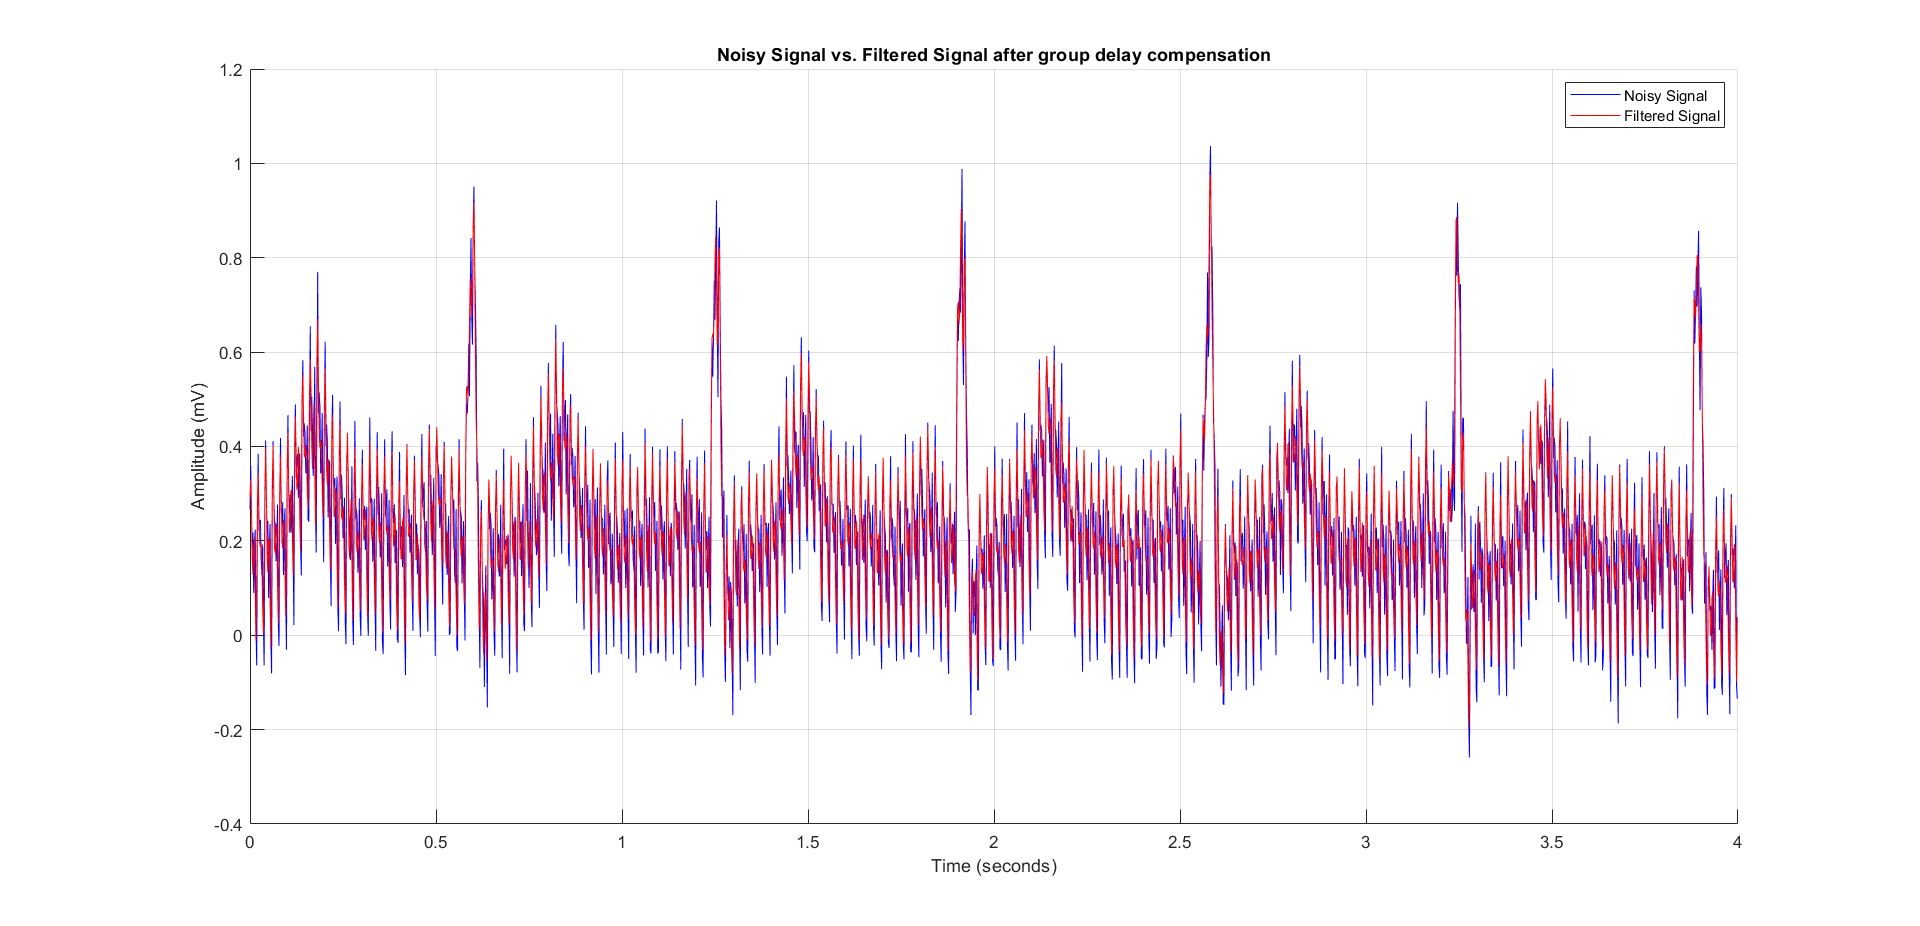 Noisy Signal vs. Filtered Signal after group delay compensation
Noisy Signal
Filtered Signal
1.2
1
0.8
0.6
0.4
0.2
0
-0.2
-0.4
Amplitude (mV)
0 0.5 1 1.5 2 2.5 3 3.5 4
Time (seconds)